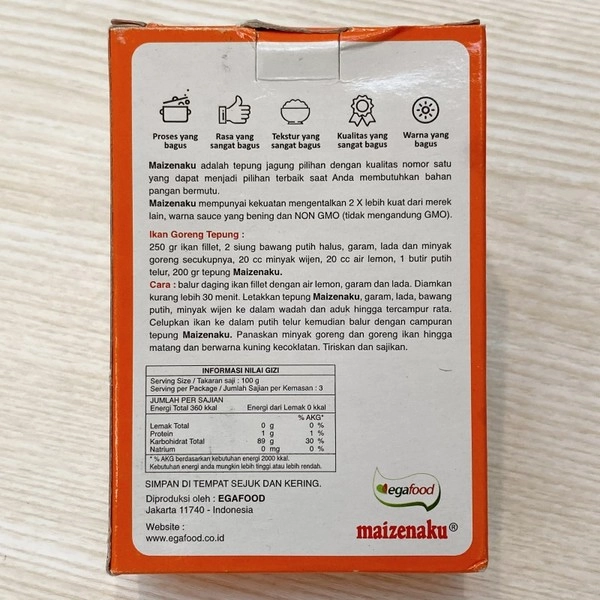 Proses yang bagus
Rasa yang sangat bagus
Tekstur yang sangat bagus
Kualitas yang sangat bagus
Warna yang bagus
Maizenaku adalah tepung jagung pilihan dengan kualitas nomor satu
yang dapat menjadi pilihan terbaik saat Anda membutuhkan bahan
pangan bermutu.
Maizenaku mempunyai kekuatan mengentalkan 2 X lebih kuat dari merek
lain, warna sauce yang bening dan NON GMO (tidak mengandung GMO).
Ikan Goreng Tepung :
250 gr ikan fillet, 2 siung bawang putih halus, garam, lada dan minyak
goreng secukupnya, 20 cc minyak wijen, 20 cc air lemon, 1 butir putih
telur, 200 gr tepung Maizenaku.
Cara : balur daging ikan fillet dengan air lemon, garam dan lada. Diamkan
kurang lebih 30 menit. Letakkan tepung Maizenaku, garam, lada, bawang
putih, minyak wijen ke dalam wadah dan aduk hingga tercampur rata.
Celupkan ikan ke dalam putih telur kemudian balur dengan campuran
tepung Maizenaku. Panaskan minyak goreng dan goreng ikan hingga
matang dan berwarna kuning kecoklatan. Tiriskan dan sajikan.
INFORMASI NILAI GIZI
Serving Size / Takaran saji : 100 g
Serving per Package / Jumlah Sajian per Kemasan : 3
JUMLAH PER SAJIAN
Energi Total 360 kkal Energi dari Lemak 0 kkal
% AKG*
Lemak Total 0 g 0 %
Protein 1 g 1 %
Karbohidrat Total 89 g 30 %
Natrium 0 mg 0 %
* % AKG berdasarkan kebutuhan energi 2000 kkal.
Kebutuhan energi anda mungkin lebih tinggi atau lebih rendah.
SIMPAN DI TEMPAT SEJUK DAN KERING.
Diproduksi oleh : EGAFOOD
Jakarta 11740 - Indonesia
Website :
www.egafood.co.id
egafood
maizenaku®